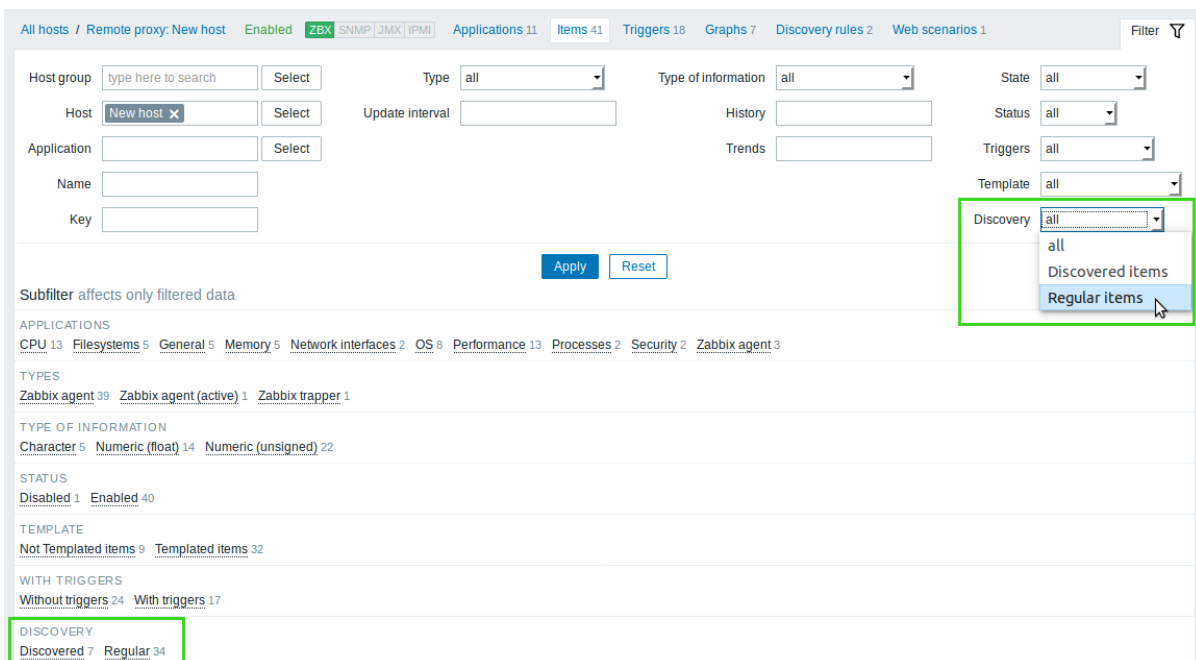 All hosts / Remote proxy: New host Enabled ZBX SNMP JMX IPMI Applications 11 Items 41 Triggers 18 Graphs 7 Discovery rules 2 Web scenarios 1 Filter
Host group type here to search Select Type all Type of information all State all
Host New host Select Update interval History Status all
Application Select Trends Triggers all
Name Template all
Key Discovery all
all
Discovered items
Regular items
Apply Reset
Subfilter affects only filtered data
APPLICATIONS
CPU 13 Filesystems 5 General 5 Memory 5 Network interfaces 2 OS 8 Performance 13 Processes 2 Security 2 Zabbix agent 3
TYPES
Zabbix agent 39 Zabbix agent (active) 1 Zabbix trapper 1
TYPE OF INFORMATION
Character 5 Numeric (float) 14 Numeric (unsigned) 22
STATUS
Disabled 1 Enabled 40
TEMPLATE
Not Templated items 9 Templated items 32
WITH TRIGGERS
Without triggers 24 With triggers 17
DISCOVERY
Discovered 7 Regular 34